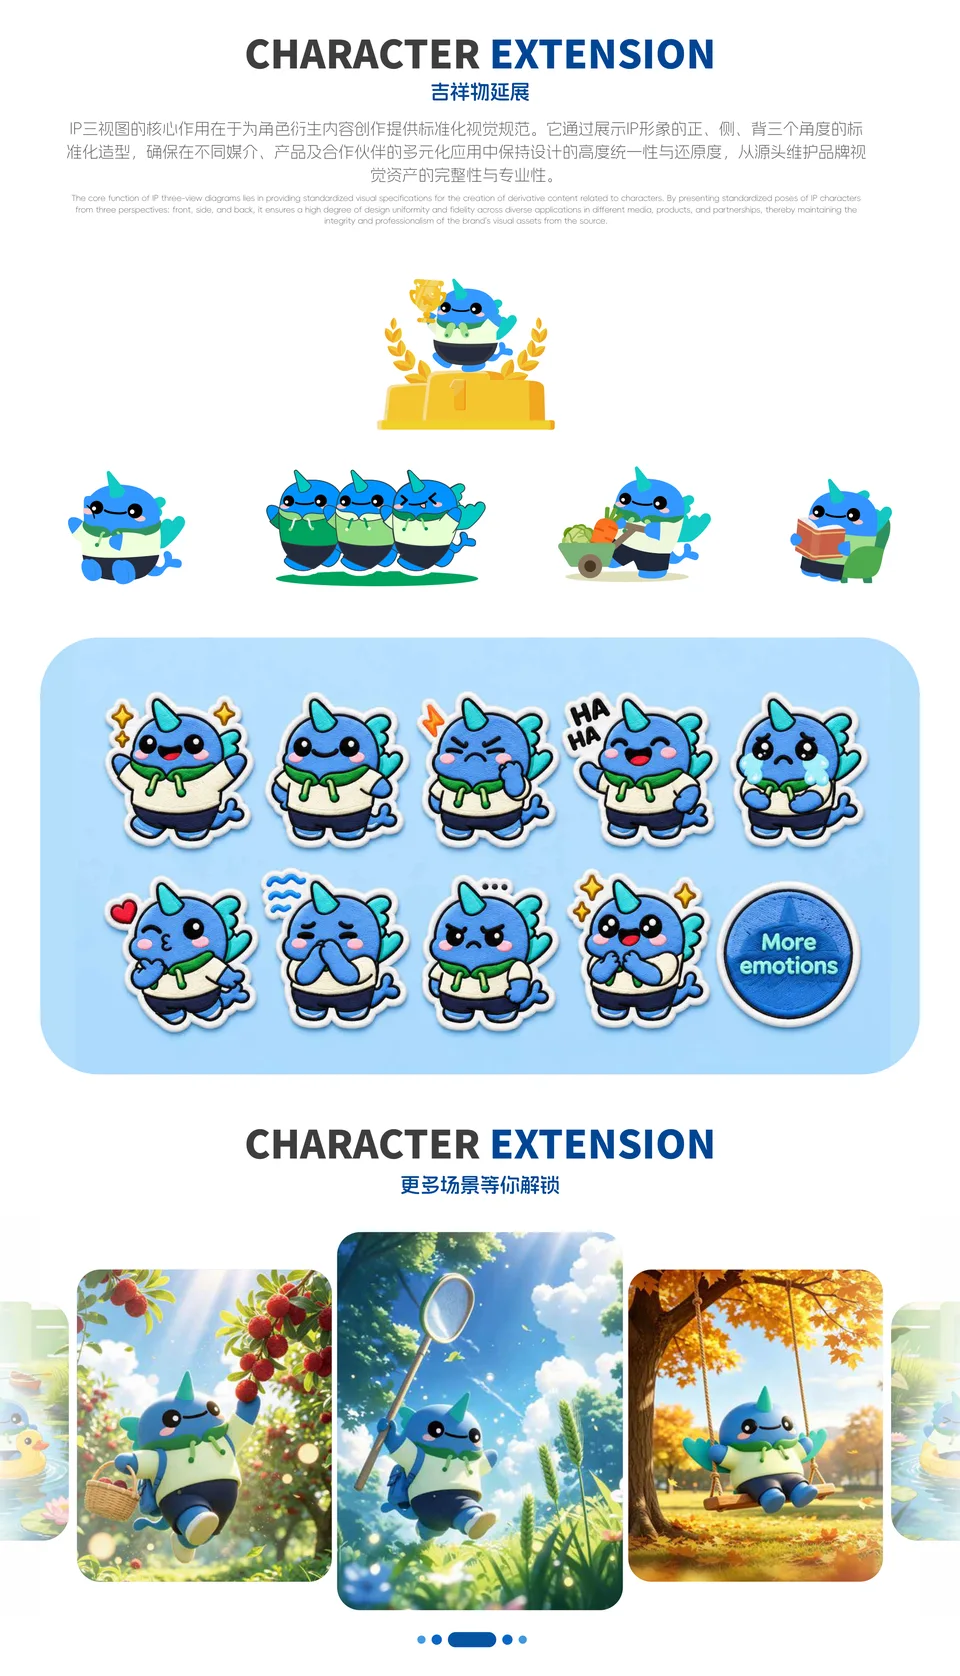 CHARACTER EXTENSION
吉祥物延展
IP三视图的核心作用在于为角色衍生内容创作提供标准化视觉规范。它通过展示IP形象的正、侧、背三个角度的标
准化造型，确保在不同媒介、产品及合作伙伴的多元化应用中保持设计的高度统一性与还原度，从源头维护品牌视
觉资产的完整性与专业性。
The core function of IP three-view diagrams lies in providing standardized visual specifications for the creation of derivative content related to characters. By presenting standardized poses of IP characters
from three perspectives: front, side, and back, it ensures a high degree of design uniformity and fidelity across diverse applications in different media, products, and partnerships, thereby maintaining the
integrity and professionalism of the brand's visual assets from the source.
1
HA
HA
More
emotions
CHARACTER EXTENSION
更多场景等你解锁